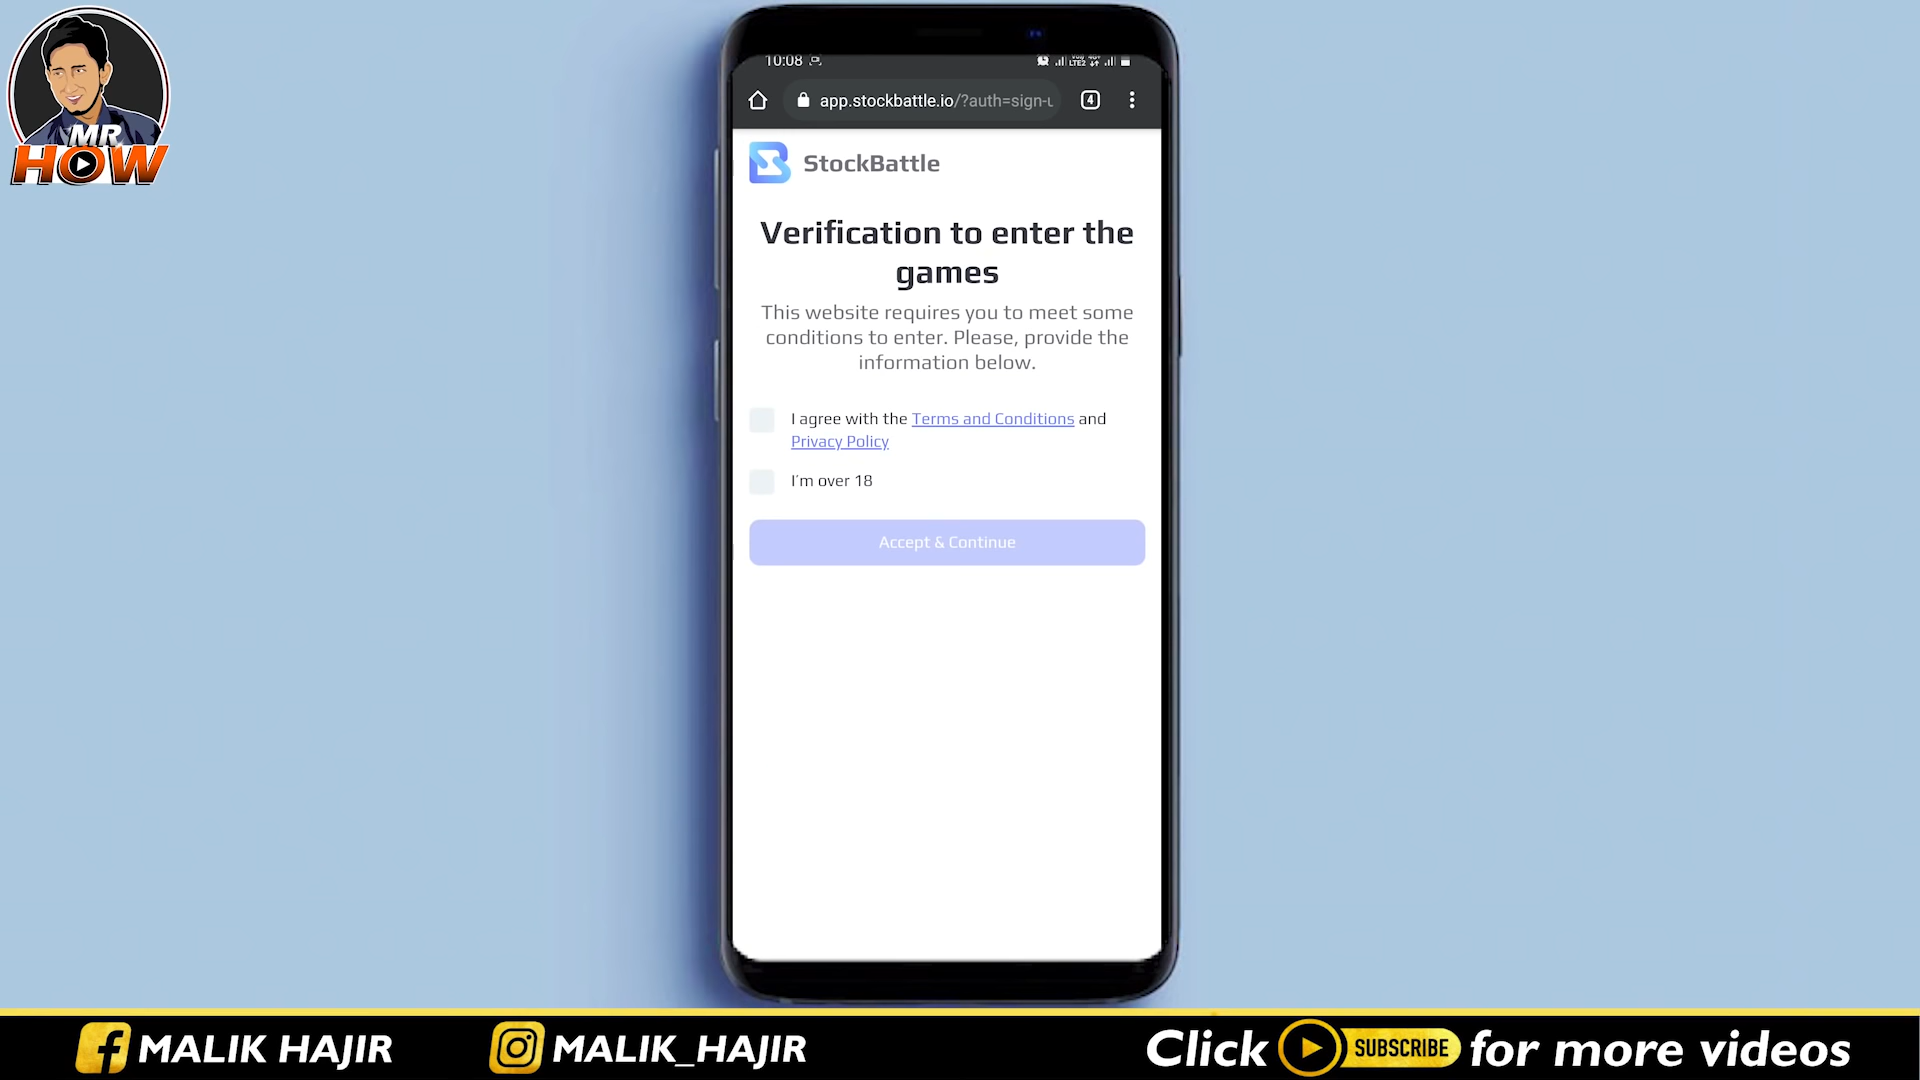 MR
HOW
10:08
LTE2
app.stockbattle.io/?auth=sign-u
4
StockBattle
Verification to enter the
games
This website requires you to meet some
conditions to enter. Please, provide the
information below.
I agree with the Terms and Conditions and
Privacy Policy
I'm over 18
Accept & Continue
MALIK HAJIR
MALIK_HAJIR
Click SUBSCRIBE for more videos